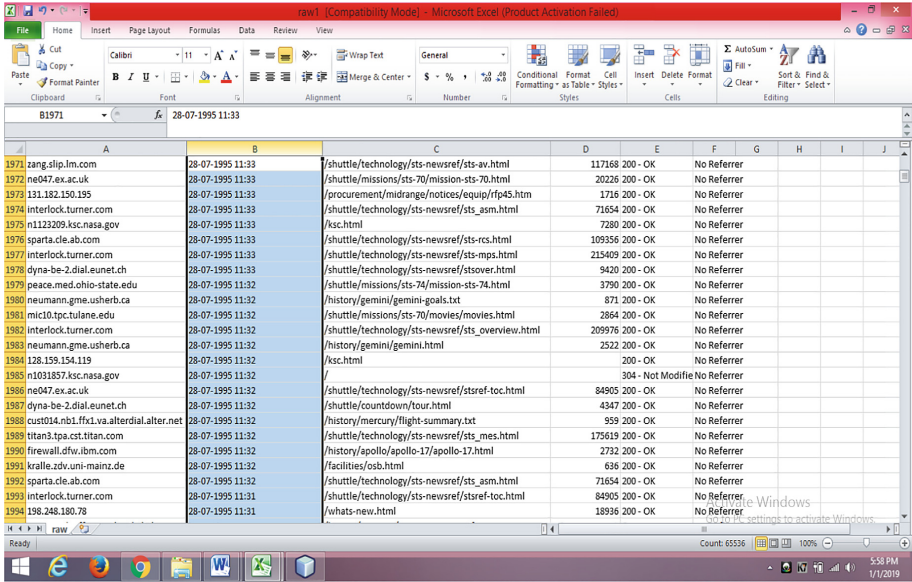 raw1 [Compatibility Mode] - Microsoft Excel (Product Activation Failed)
File Home Insert Page Layout Formulas Data Review View
Cut Calibri 11 A A Wrap Text General Σ AutoSum
Copy Fill
Paste Format Painter B I U A Merge & Center $ % , Conditional Formatting Format as Table Cell Styles Insert Delete Format Clear Sort & Filter Find & Select
Clipboard Font Alignment Number Styles Cells Editing
B1971 fx 28-07-1995 11:33
A B C D E F G H I J
1971 zang.slip.lm.com 28-07-1995 11:33 /shuttle/technology/sts-newsref/sts-av.html 117168 200 - OK No Referrer
1972 ne047.ex.ac.uk 28-07-1995 11:33 /shuttle/missions/sts-70/mission-sts-70.html 20226 200 - OK No Referrer
1973 131.182.150.195 28-07-1995 11:33 /procurement/midrange/notices/equip/rfp45.htm 1716 200 - OK No Referrer
1974 interlock.turner.com 28-07-1995 11:33 /shuttle/technology/sts-newsref/sts_asm.html 71654 200 - OK No Referrer
1975 n1123209.ksc.nasa.gov 28-07-1995 11:33 /ksc.html 7280 200 - OK No Referrer
1976 sparta.cle.ab.com 28-07-1995 11:33 /shuttle/technology/sts-newsref/sts-rcs.html 109356 200 - OK No Referrer
1977 interlock.turner.com 28-07-1995 11:33 /shuttle/technology/sts-newsref/sts-mps.html 215409 200 - OK No Referrer
1978 dyna-be-2.dial.eunet.ch 28-07-1995 11:33 /shuttle/technology/sts-newsref/stsover.html 9420 200 - OK No Referrer
1979 peace.med.ohio-state.edu 28-07-1995 11:32 /shuttle/missions/sts-74/mission-sts-74.html 3790 200 - OK No Referrer
1980 neumann.gme.usherb.ca 28-07-1995 11:32 /history/gemini/gemini-goals.txt 871 200 - OK No Referrer
1981 mic10.tpc.tulane.edu 28-07-1995 11:32 /shuttle/missions/sts-70/movies/movies.html 2864 200 - OK No Referrer
1982 interlock.turner.com 28-07-1995 11:32 /shuttle/technology/sts-newsref/sts_overview.html 209976 200 - OK No Referrer
1983 neumann.gme.usherb.ca 28-07-1995 11:32 /history/gemini/gemini.html 2522 200 - OK No Referrer
1984 128.159.154.119 28-07-1995 11:32 /ksc.html 200 - OK No Referrer
1985 n1031857.ksc.nasa.gov 28-07-1995 11:32 / 304 - Not Modifie No Referrer
1986 ne047.ex.ac.uk 28-07-1995 11:32 /shuttle/technology/sts-newsref/stsref-toc.html 84905 200 - OK No Referrer
1987 dyna-be-2.dial.eunet.ch 28-07-1995 11:32 /shuttle/countdown/tour.html 4347 200 - OK No Referrer
1988 cust014.nb1.ffx1.va.alterdial.alter.net 28-07-1995 11:32 /history/mercury/flight-summary.txt 959 200 - OK No Referrer
1989 titan3.tpa.cst.titan.com 28-07-1995 11:32 /shuttle/technology/sts-newsref/sts_mes.html 175619 200 - OK No Referrer
1990 firewall.dfw.ibm.com 28-07-1995 11:32 /history/apollo/apollo-17/apollo-17.html 2732 200 - OK No Referrer
1991 kralle.zdv.uni-mainz.de 28-07-1995 11:32 /facilities/osb.html 636 200 - OK No Referrer
1992 sparta.cle.ab.com 28-07-1995 11:32 /shuttle/technology/sts-newsref/sts_asm.html 71654 200 - OK No Referrer
1993 interlock.turner.com 28-07-1995 11:31 /shuttle/technology/sts-newsref/stsref-toc.html 84905 200 - OK No Referrer
1994 198.248.180.78 28-07-1995 11:31 /whats-new.html 18936 200 - OK No Referrer
Activate Windows
Go to PC settings to activate Windows.
raw
Ready Count: 65536 100%
5:58 PM
1/1/2019